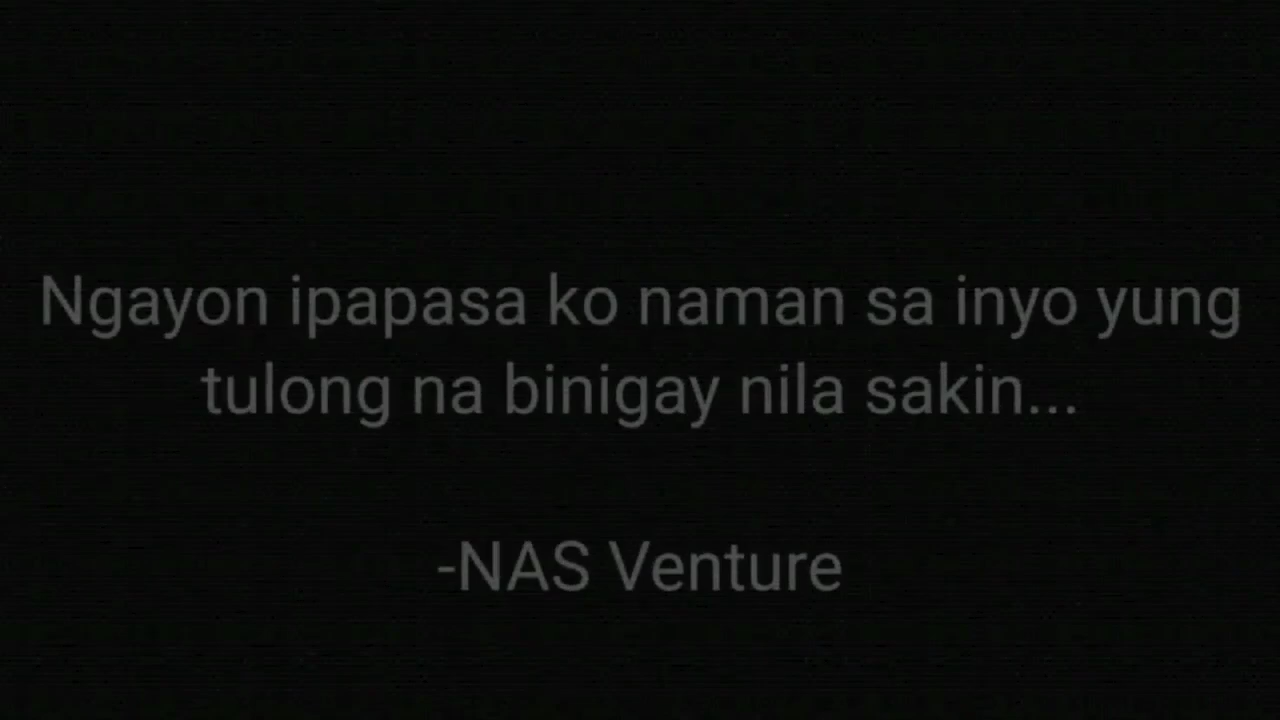 Ngayon ipapasa ko naman sa inyo yung
tulong na binigay nila sakin...
-NAS Venture